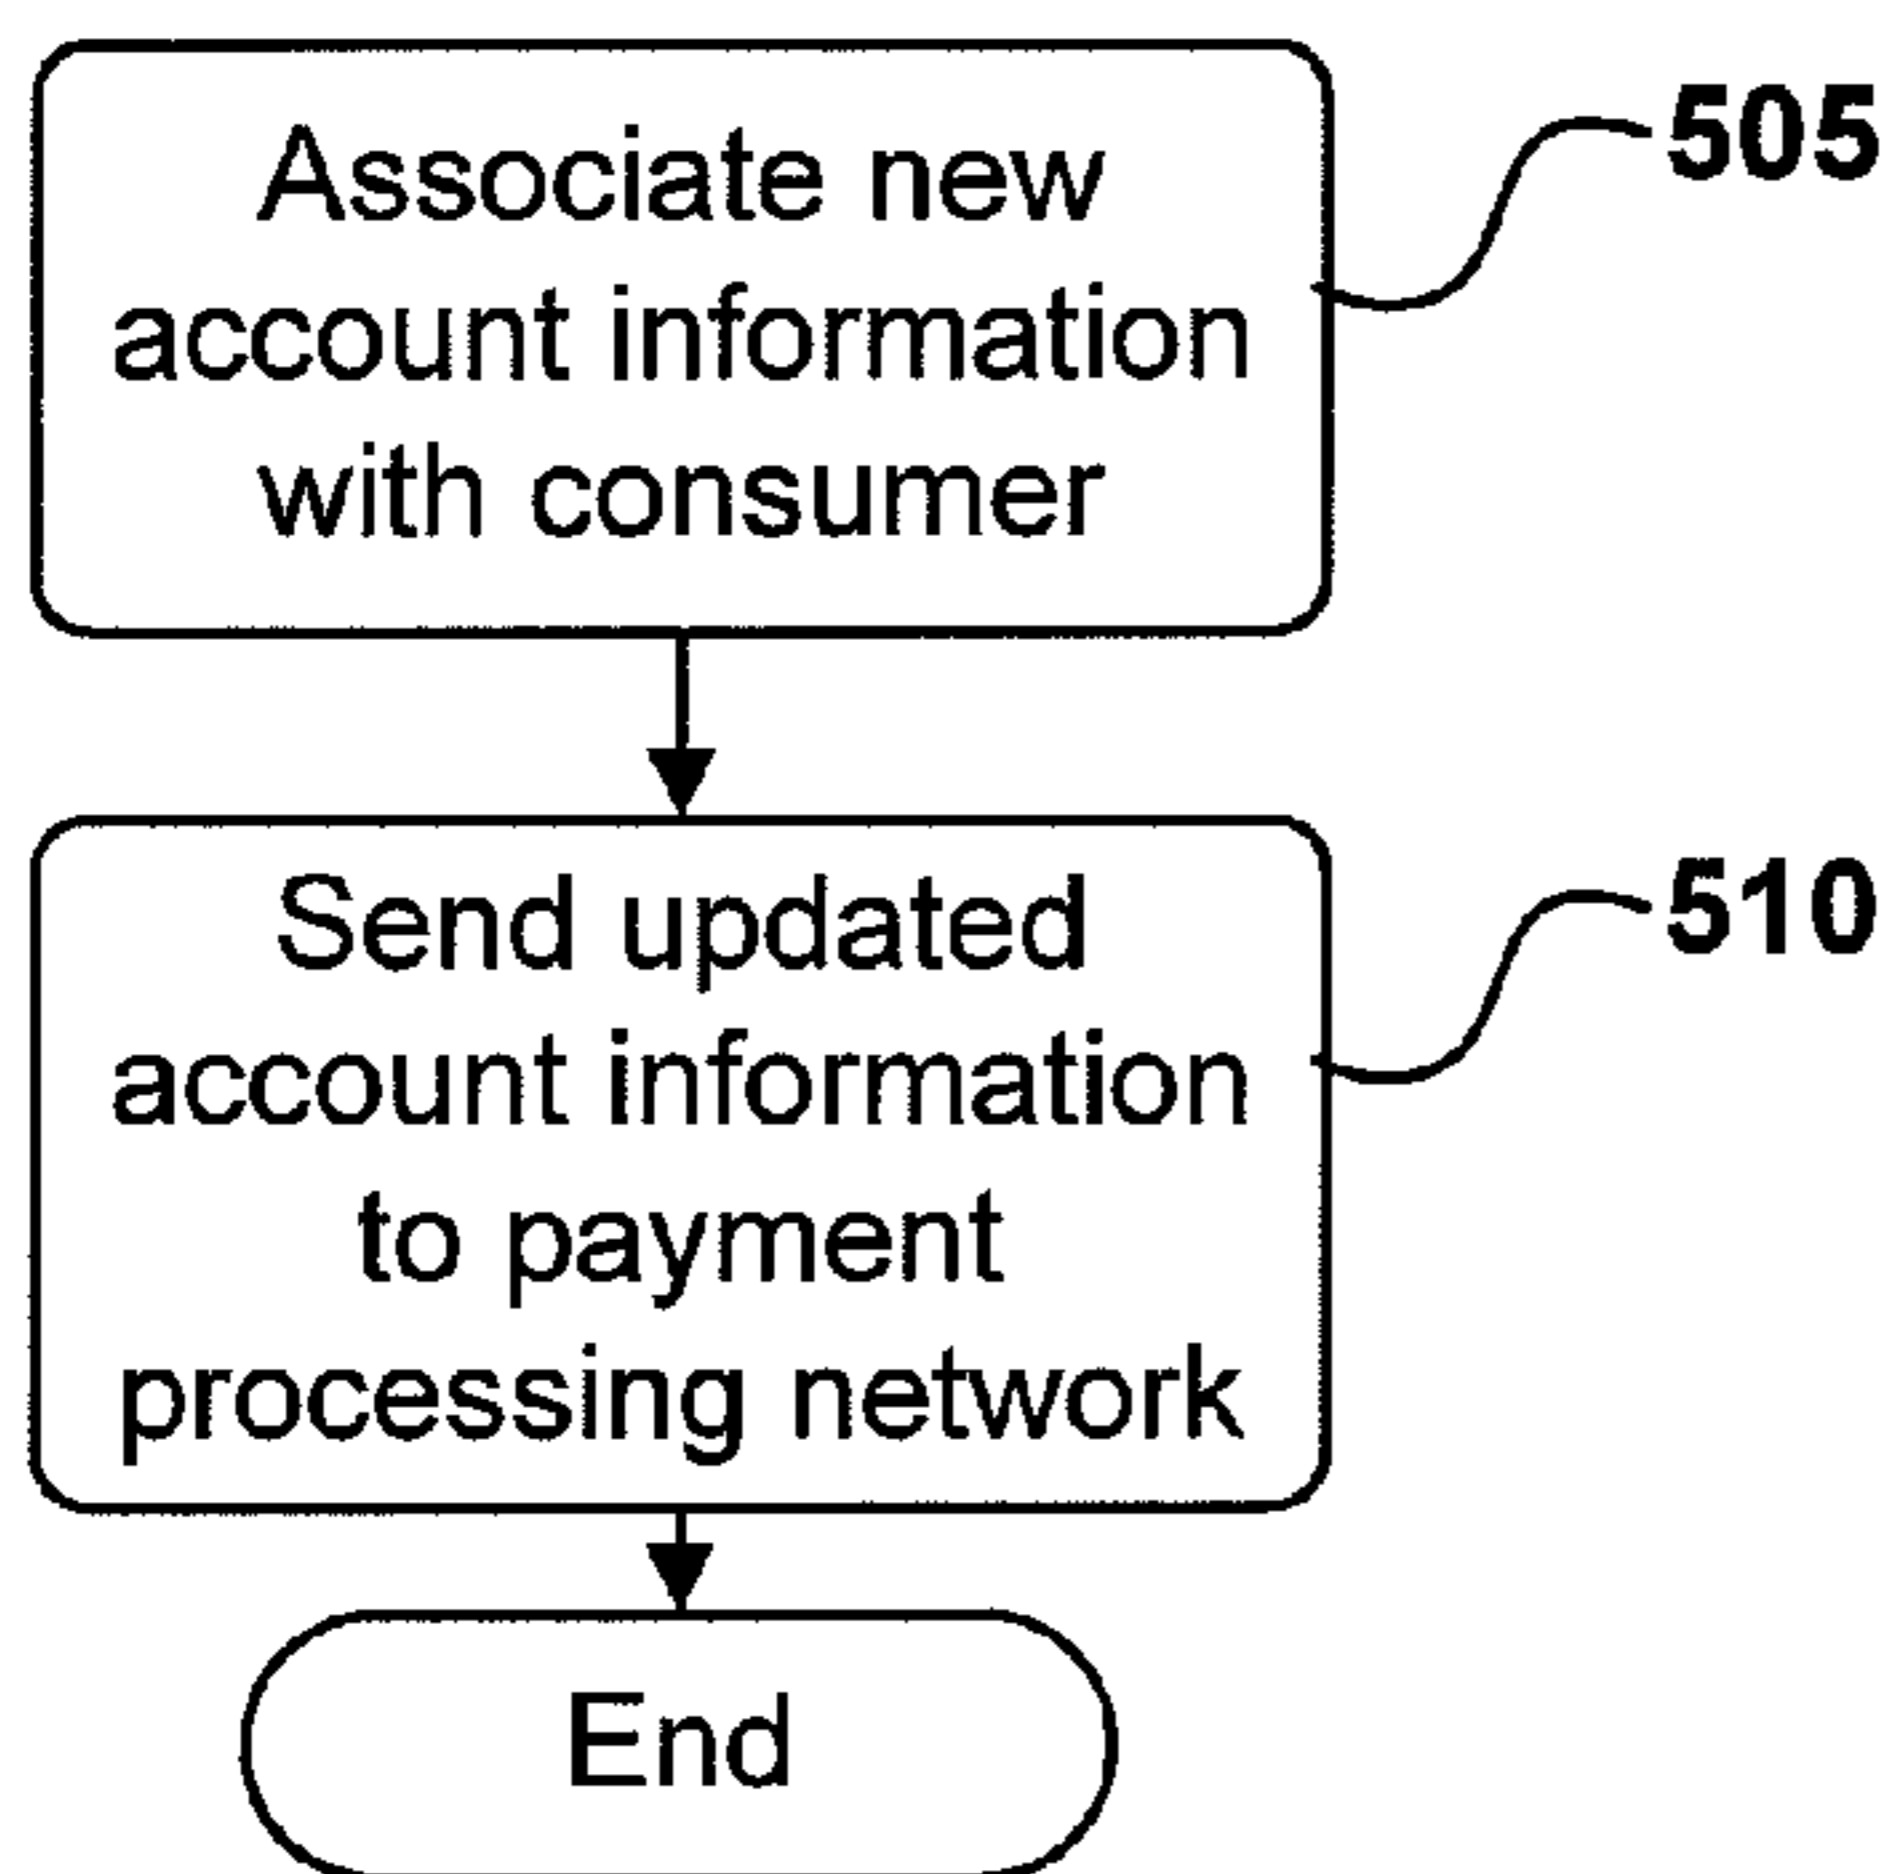 Associate new
account information
with consumer
505
Send updated
account information
to payment
processing network
510
End